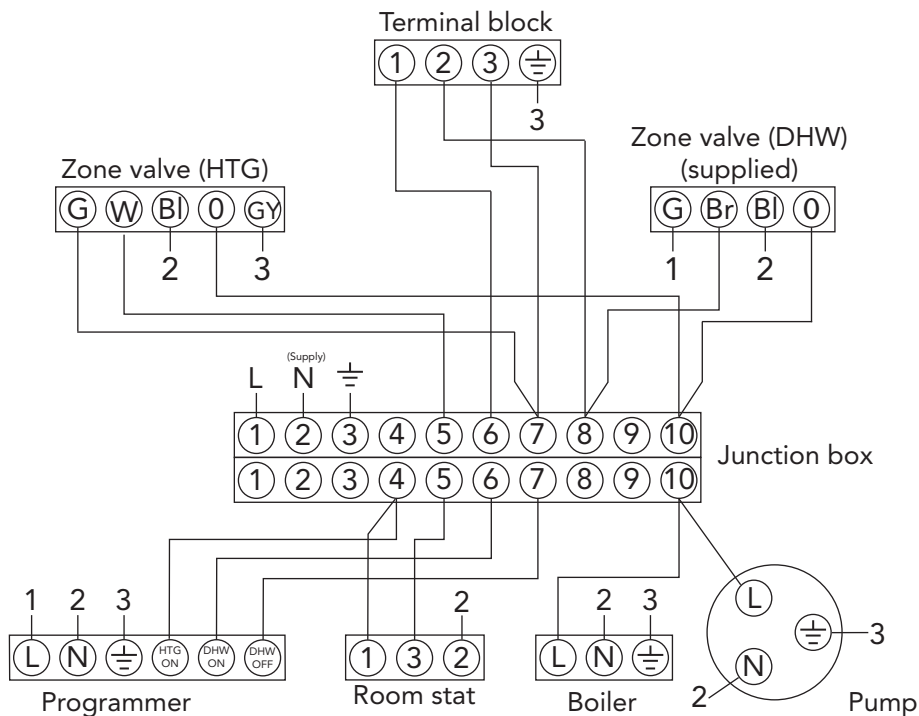 Terminal block
1 2 3
3
Zone valve (HTG)
G W Bl 0 GY
2 3
Zone valve (DHW)
(supplied)
G Br Bl 0
1 2
(Supply)
L N
1 2 3 4 5 6 7 8 9 10
1 2 3 4 5 6 7 8 9 10
Junction box
1 2 3
L N HTG ON DHW ON DHW OFF
Programmer
2
1 3 2
Room stat
2 3
L N
Boiler
L
3
N
2
Pump